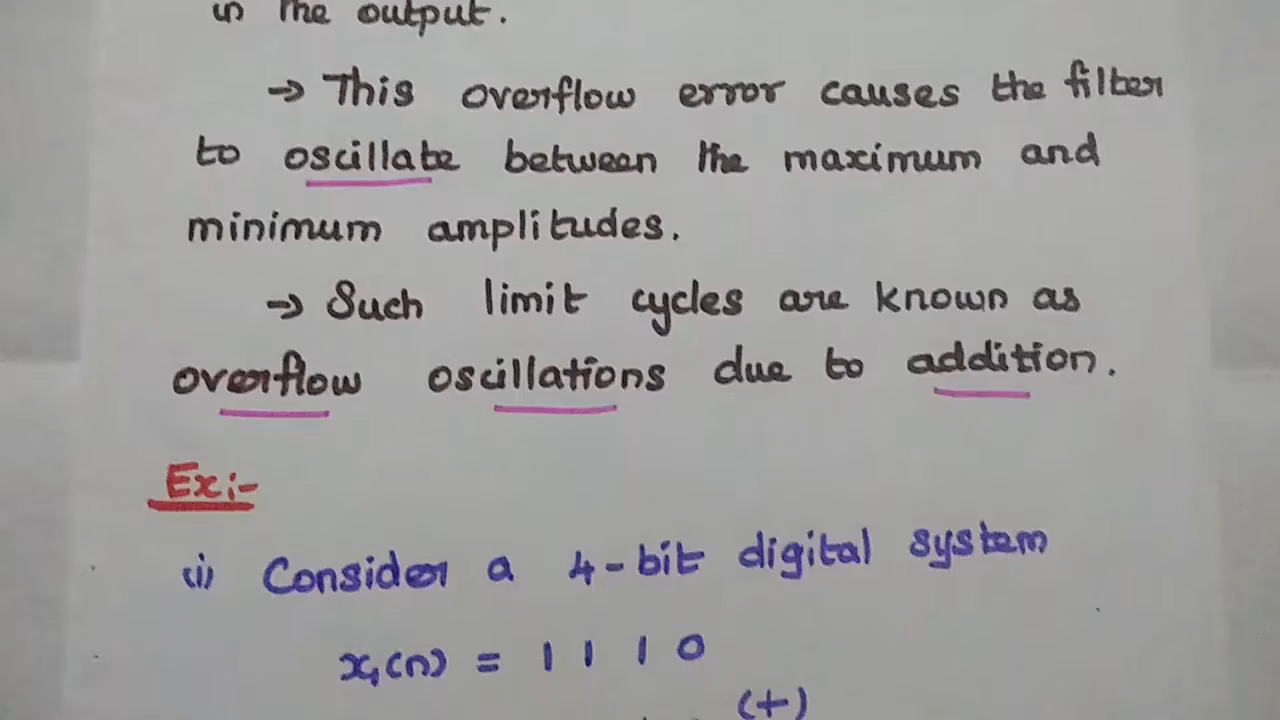 in the output.
→ This overflow error causes the filter
to oscillate between the maximum and
minimum amplitudes.
→ Such limit cycles are known as
overflow oscillations due to addition.
Ex:-
(i) Consider a 4-bit digital system
x₁(n) = 1 1 1 0
(+)